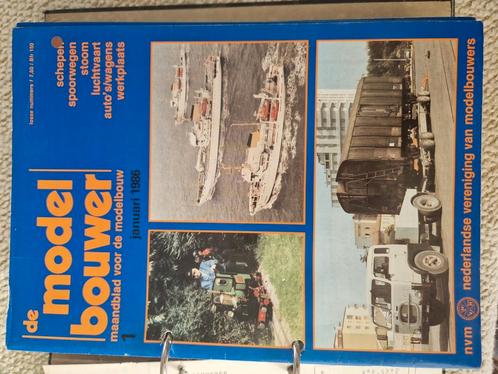 de
model
bouwer
maandblad voor de modelbouw
1
januari 1986
schepen
spoorwegen
stoom
luchtvaart
auto's/wagens
werkplaats
losse nummers f 7,50 / Bfr 150
nvm
nederlandse vereniging van modelbouwers